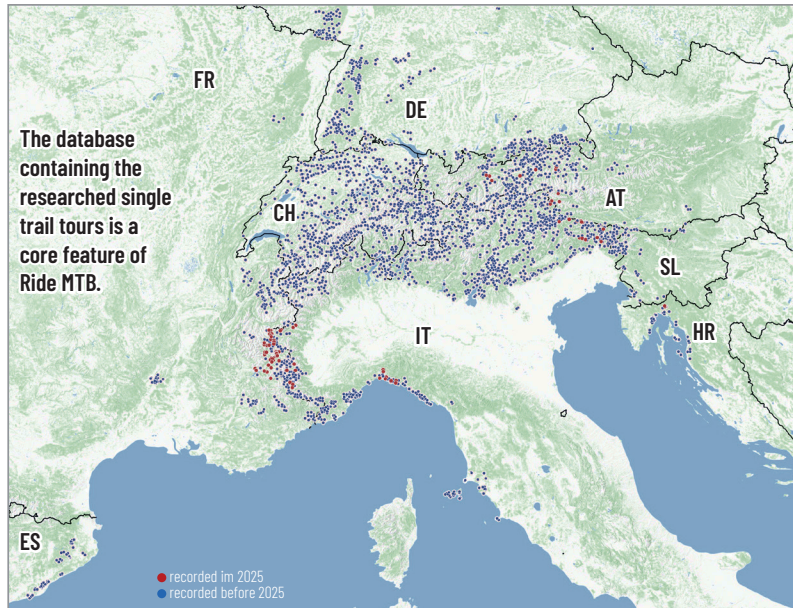 FR
DE
The database
containing the
researched single
trail tours is a
core feature of
Ride MTB.
CH
AT
SL
IT
HR
ES
recorded im 2025
recorded before 2025